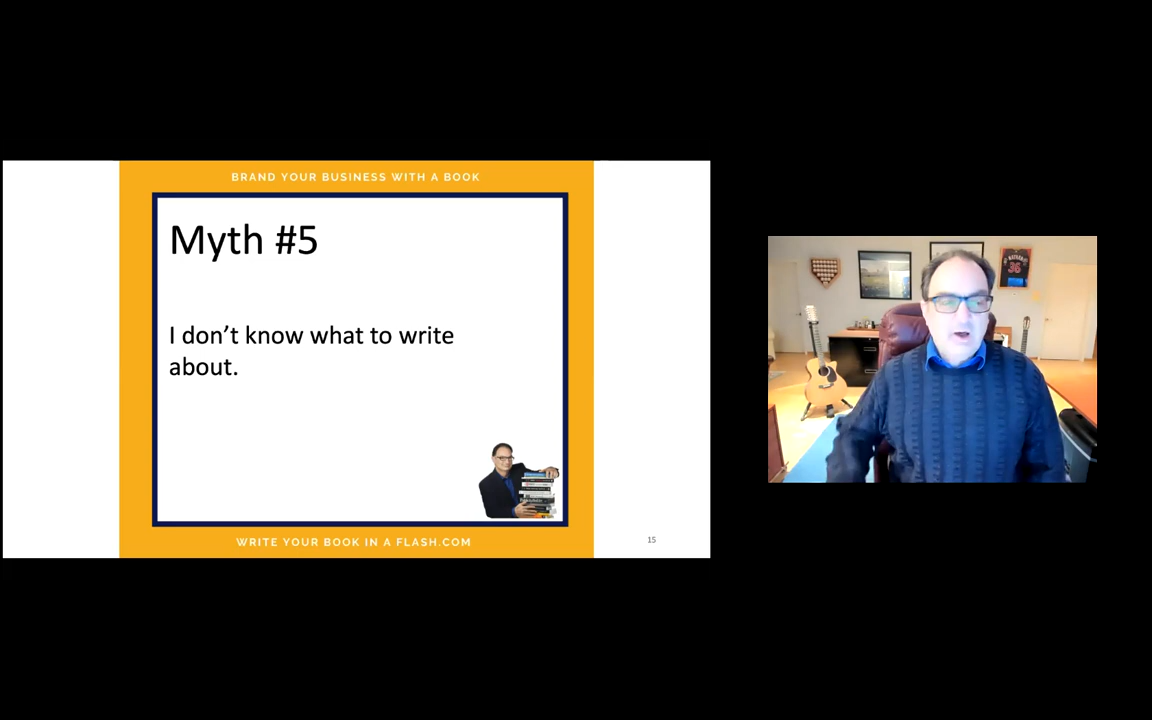 BRAND YOUR BUSINESS WITH A BOOK
Myth #5
I don’t know what to write
about.
WRITE YOUR BOOK IN A FLASH.COM
15
36